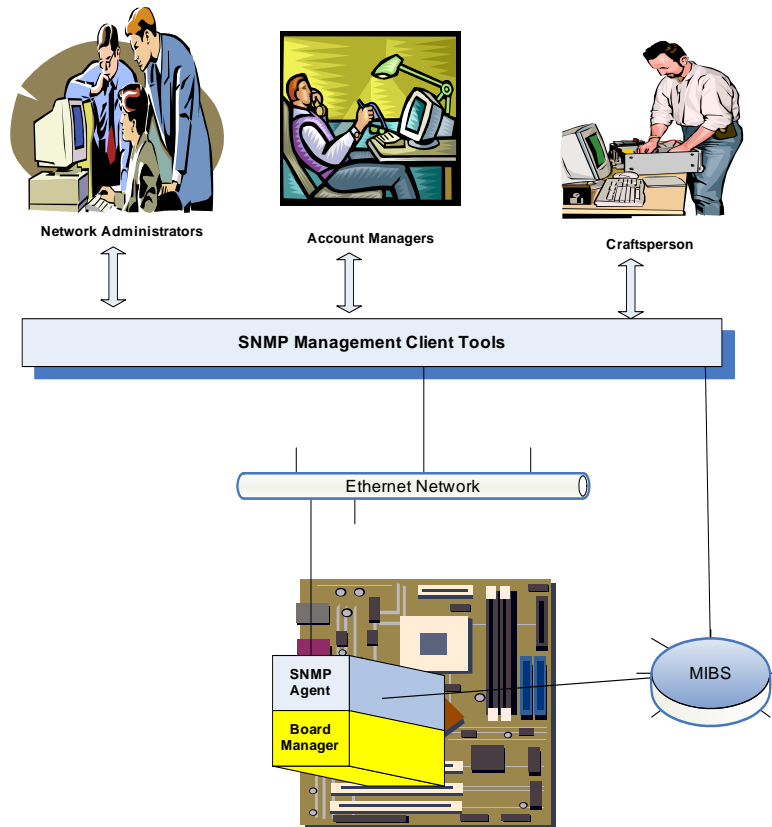 Network Administrators
Account Managers
Craftsperson
SNMP Management Client Tools
Ethernet Network
SNMP
Agent
Board
Manager
MIBS